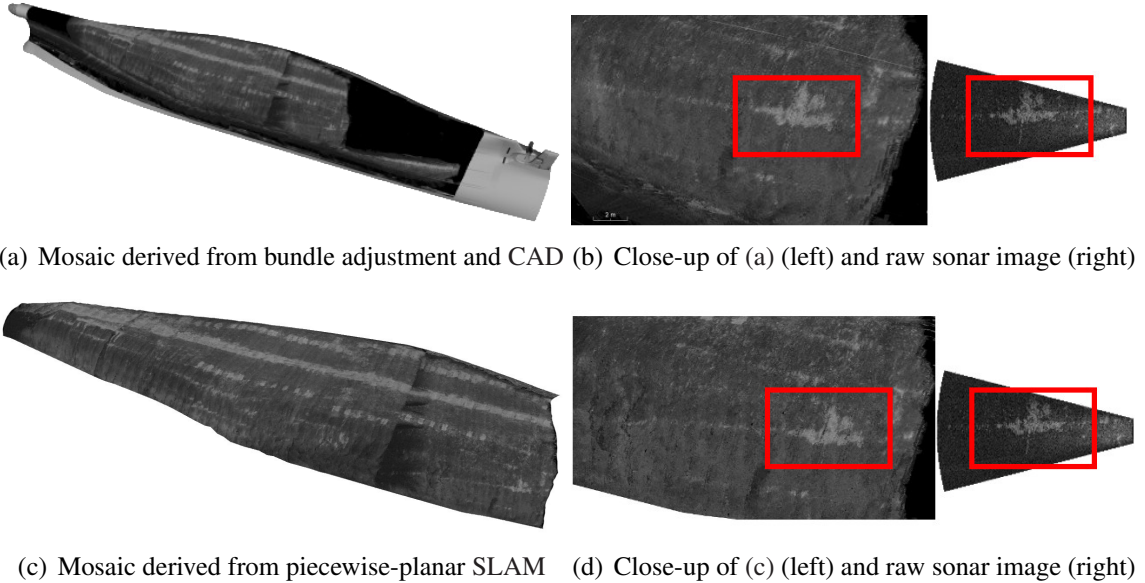 3 m
(a) Mosaic derived from bundle adjustment and CAD
(b) Close-up of (a) (left) and raw sonar image (right)
(c) Mosaic derived from piecewise-planar SLAM
(d) Close-up of (c) (left) and raw sonar image (right)